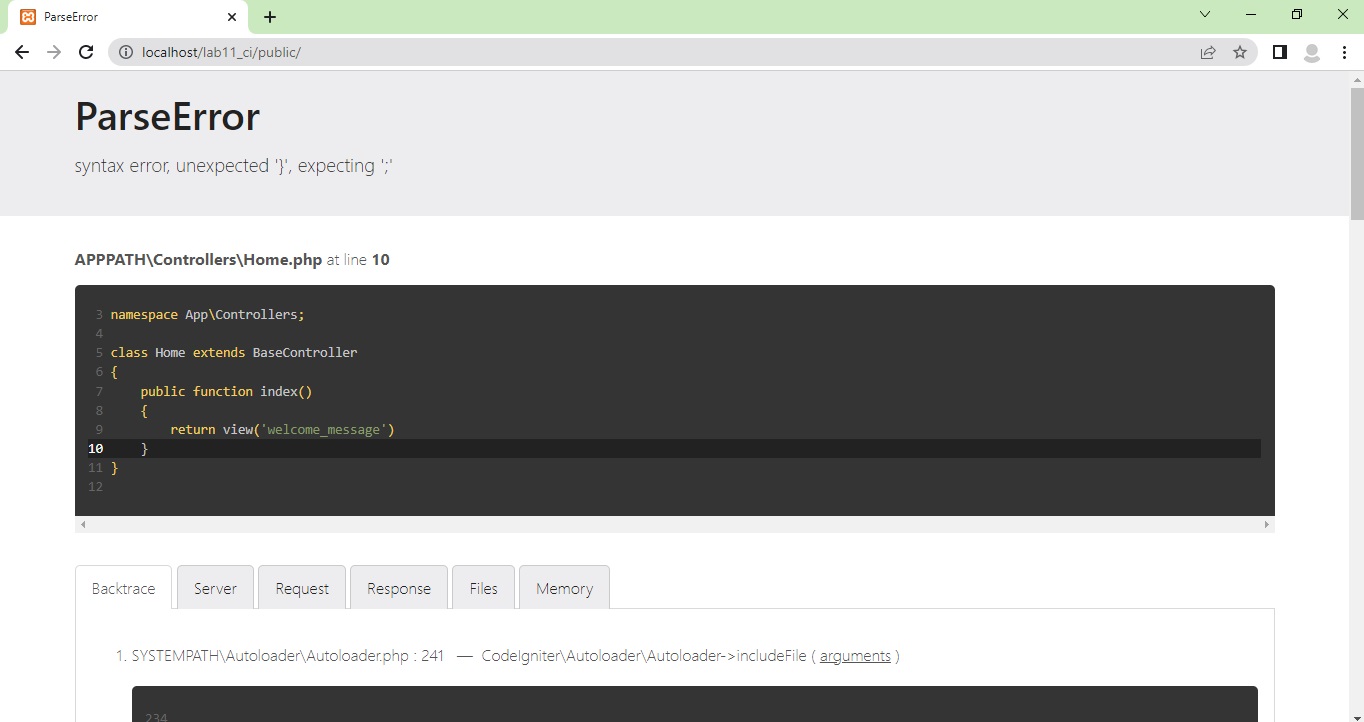 ParseError
localhost/lab11_ci/public/
ParseError
syntax error, unexpected '}', expecting ';'
APPPATH\Controllers\Home.php at line 10
3 namespace App\Controllers;
4
5 class Home extends BaseController
6 {
7     public function index()
8     {
9         return view('welcome_message')
10     }
11 }
12
Backtrace Server Request Response Files Memory
1. SYSTEMPATH\Autoloader\Autoloader.php : 241 — CodeIgniter\Autoloader\Autoloader->includeFile ( arguments )
234